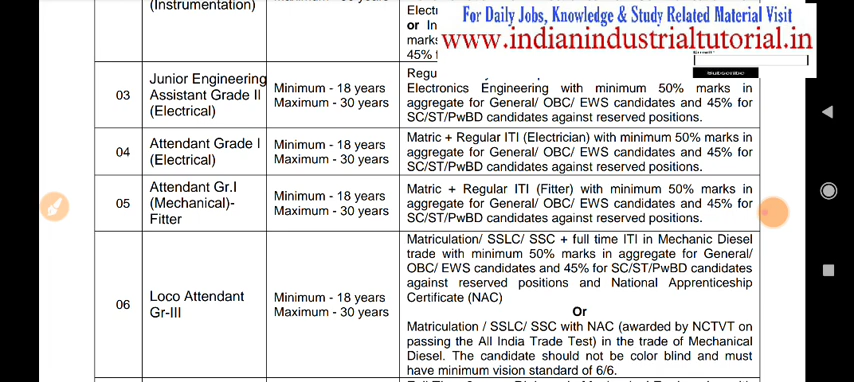 (Instrumentation)
Elect
or In
marks
45%
For Daily Jobs, Knowledge & Study Related Material Visit
www.indianindustrialtutorial.in
Subscribe
03
Junior Engineering
Assistant Grade II
(Electrical)
Minimum - 18 years
Maximum - 30 years
Regu
Electronics Engineering with minimum 50% marks in
aggregate for General/ OBC/ EWS candidates and 45% for
SC/ST/PwBD candidates against reserved positions.
04
Attendant Grade I
(Electrical)
Minimum - 18 years
Maximum - 30 years
Matric + Regular ITI (Electrician) with minimum 50% marks in
aggregate for General/ OBC/ EWS candidates and 45% for
SC/ST/PwBD candidates against reserved positions.
05
Attendant Gr.I
(Mechanical)-
Fitter
Minimum - 18 years
Maximum - 30 years
Matric + Regular ITI (Fitter) with minimum 50% marks in
aggregate for General/ OBC/ EWS candidates and 45% for
SC/ST/PwBD candidates against reserved positions.
06
Loco Attendant
Gr-III
Minimum - 18 years
Maximum - 30 years
Matriculation/ SSLC/ SSC + full time ITI in Mechanic Diesel
trade with minimum 50% marks in aggregate for General/
OBC/ EWS candidates and 45% for SC/ST/PwBD candidates
against reserved positions and National Apprenticeship
Certificate (NAC)
Or
Matriculation / SSLC/ SSC with NAC (awarded by NCTVT on
passing the All India Trade Test) in the trade of Mechanical
Diesel. The candidate should not be color blind and must
have minimum vision standard of 6/6.